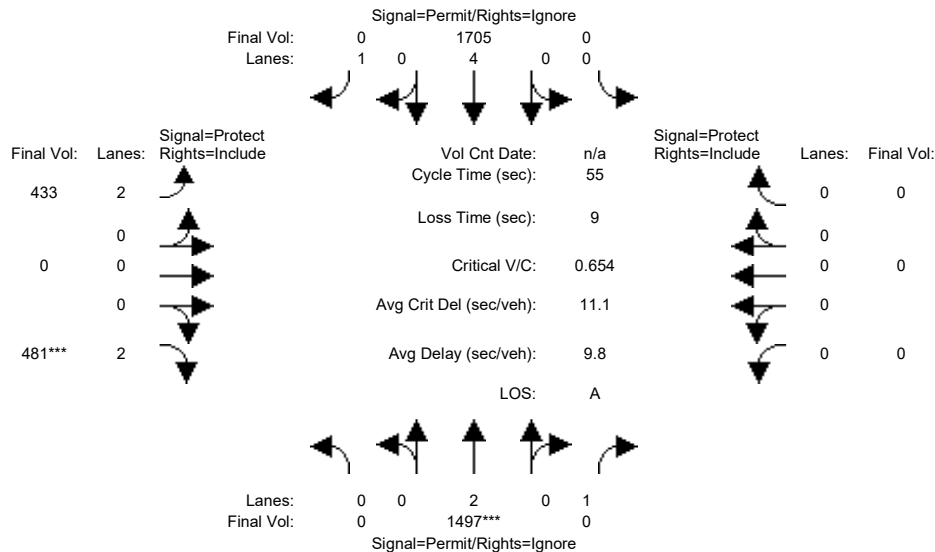 Signal=Permit/Rights=Ignore
Final Vol: 0 1705 0
Lanes: 1 0 4 0 0
Signal=Protect Signal=Protect
Final Vol: Lanes: Rights=Include Vol Cnt Date: n/a Rights=Include Lanes: Final Vol:
Cycle Time (sec): 55
433 2 0 0
Loss Time (sec): 9
0 0
0 0 Critical V/C: 0.654 0 0
0 Avg Crit Del (sec/veh): 11.1 0
481*** 2 Avg Delay (sec/veh): 9.8 0 0
LOS: A
Lanes: 0 0 2 0 1
Final Vol: 0 1497*** 0
Signal=Permit/Rights=Ignore